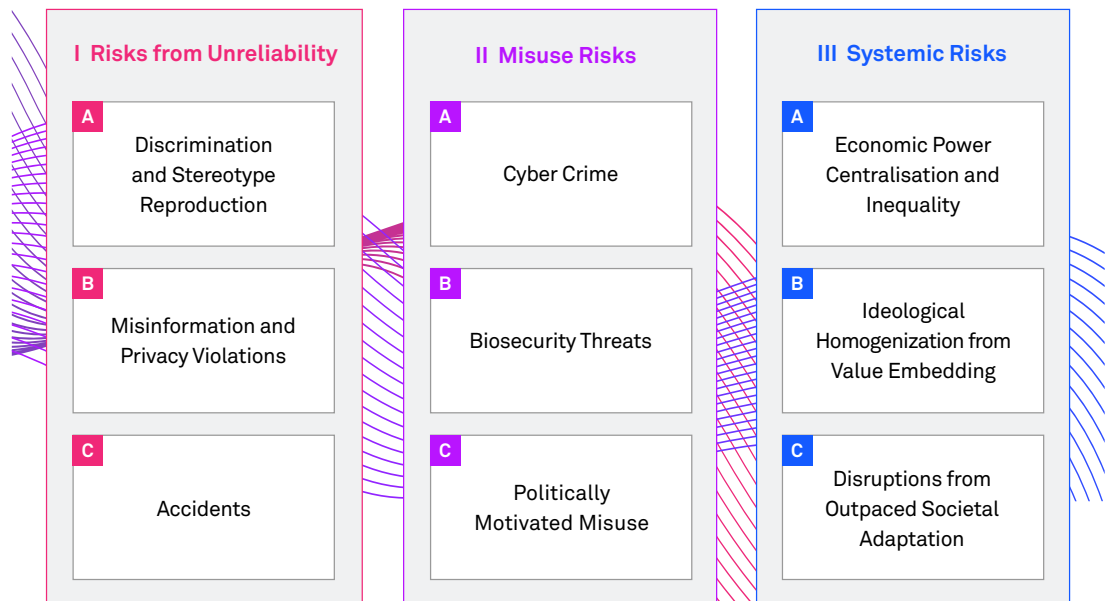 I Risks from Unreliability
A
Discrimination
and Stereotype
Reproduction
B
Misinformation and
Privacy Violations
C
Accidents
II Misuse Risks
A
Cyber Crime
B
Biosecurity Threats
C
Politically
Motivated Misuse
III Systemic Risks
A
Economic Power
Centralisation and
Inequality
B
Ideological
Homogenization from
Value Embedding
C
Disruptions from
Outpaced Societal
Adaptation